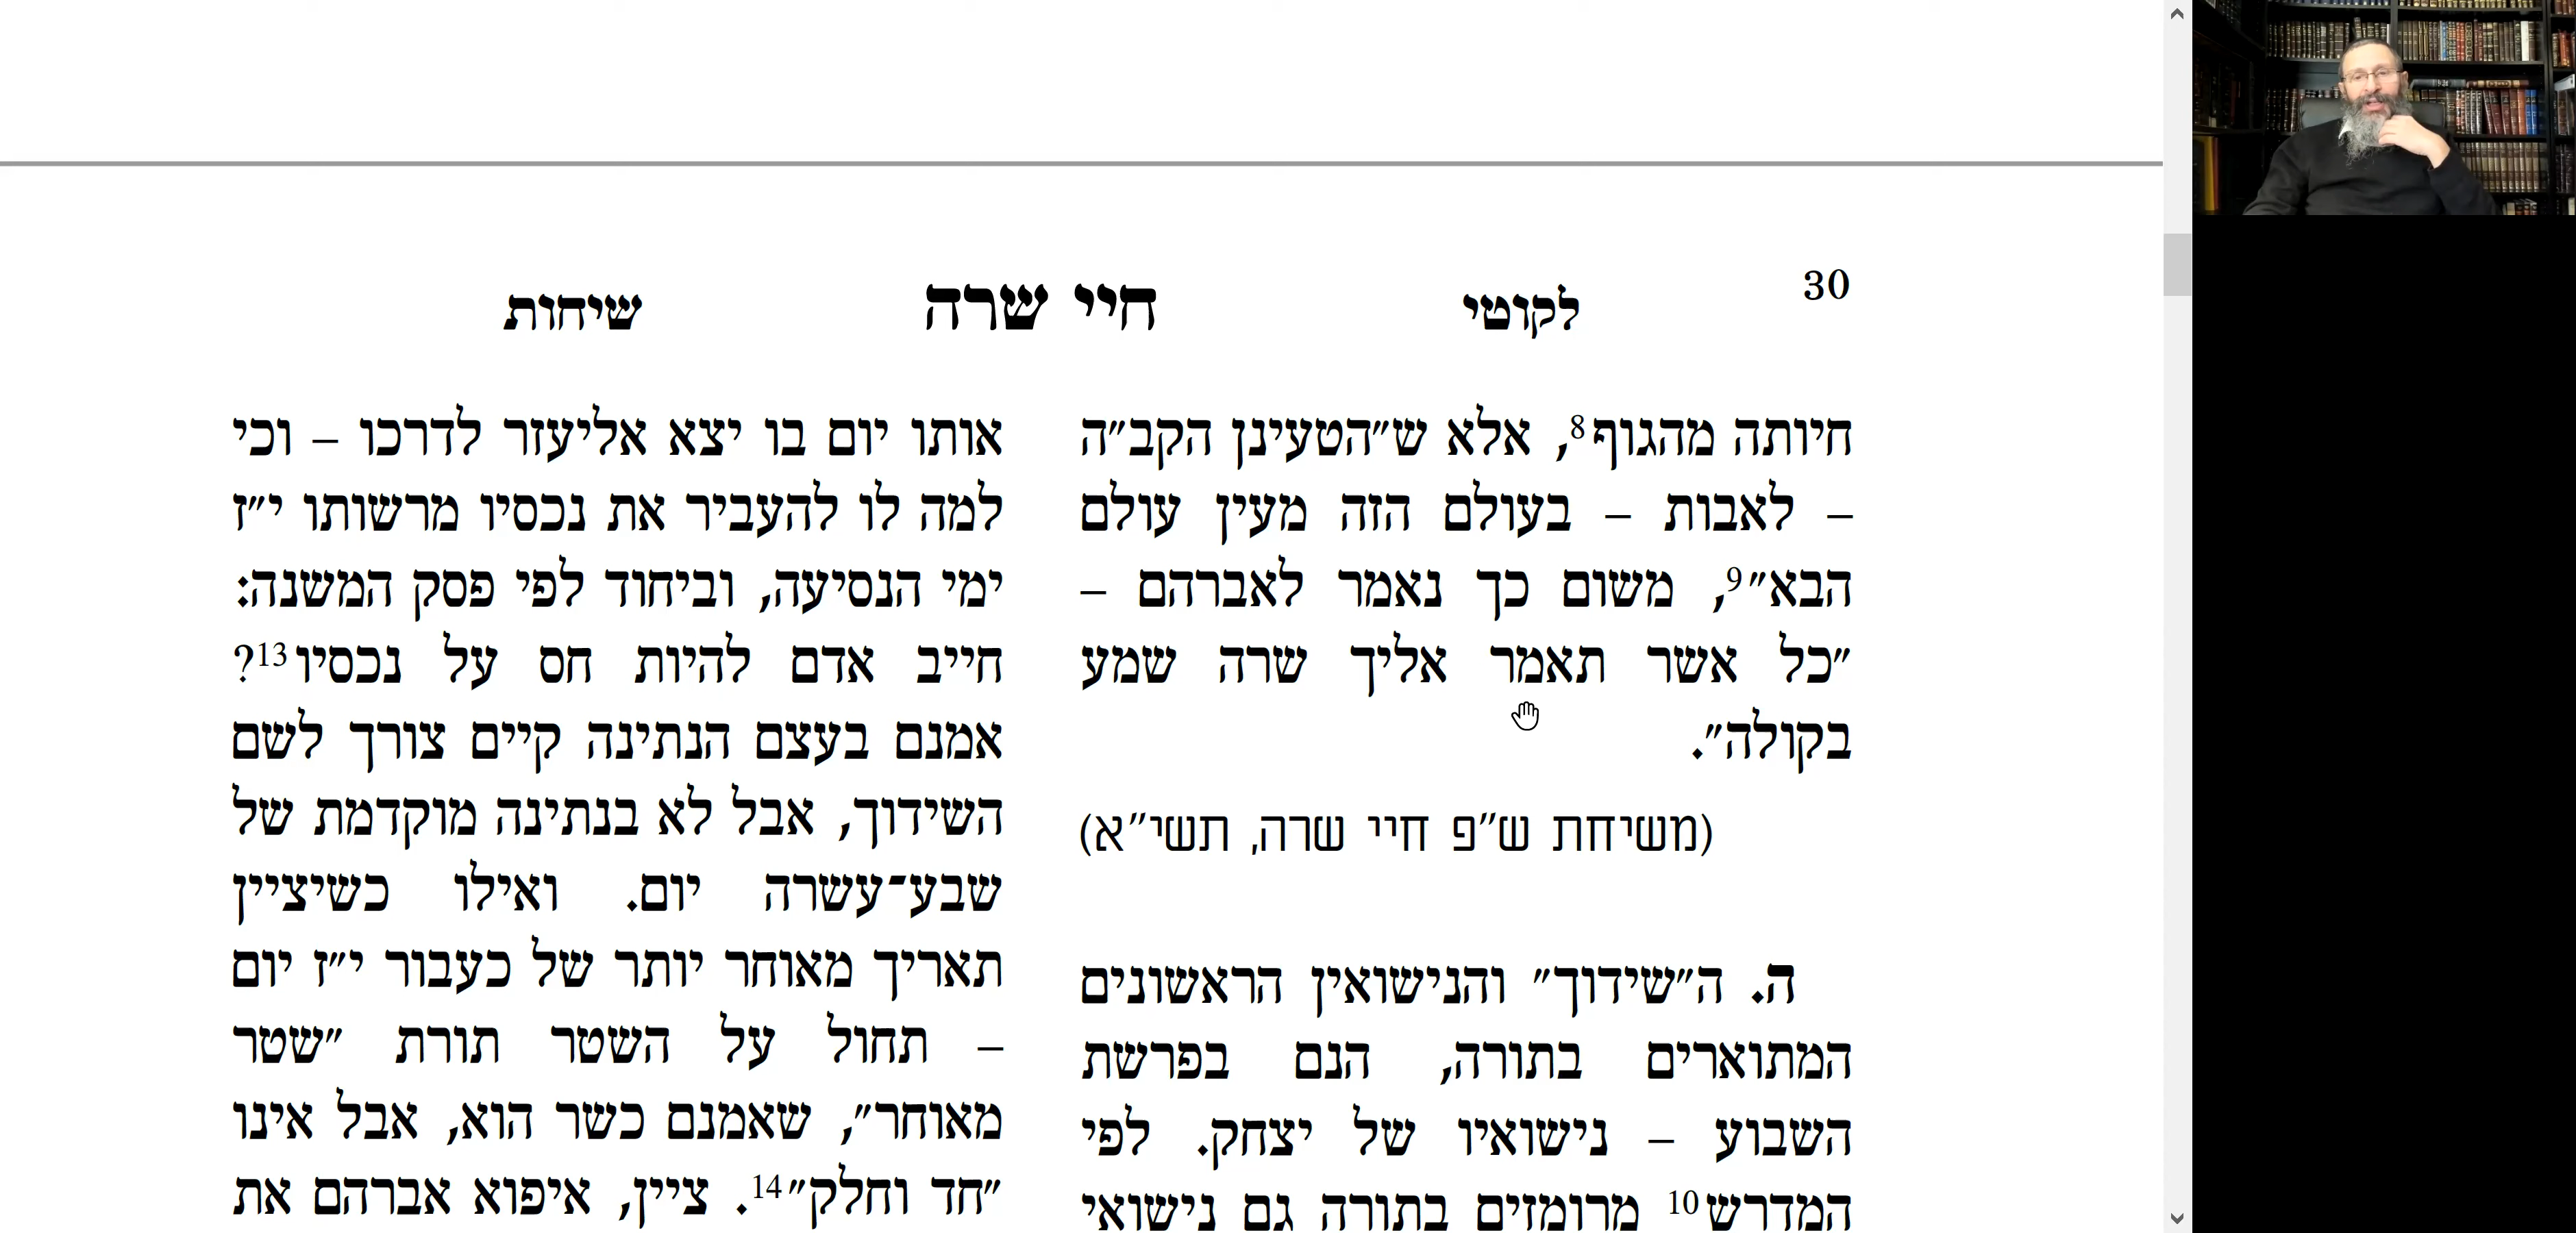 30
לקוטי חיי שרה שיחות
חיותה מהגוף8, אלא ש״הטעינן הקב״ה
– לאבות – בעולם הזה מעין עולם
הבא״9, משום כך נאמר לאברהם –
״כל אשר תאמר אליך שרה שמע
בקולה״.
(משיחת ש״פ חיי שרה, תשי״א)
ה. ה״שידוך״ והנישואין הראשונים
המתוארים בתורה, הנם בפרשת
השבוע – נישואיו של יצחק. לפי
המדרש10 מרומזים בתורה גם נישואי
אותו יום בו יצא אליעזר לדרכו – וכי
למה לו להעביר את נכסיו מרשותו י״ז
ימי הנסיעה, וביחוד לפי פסק המשנה:
חייב אדם להיות חס על נכסיו13?
אמנם בעצם הנתינה קיים צורך לשם
השידוך, אבל לא בנתינה מוקדמת של
שבע־עשרה יום. ואילו כשיציין
תאריך מאוחר יותר של כעבור י״ז יום
– תחול על השטר תורת ״שטר
מאוחר״, שאמנם כשר הוא, אבל אינו
״חד וחלק״14. ציין, איפוא אברהם את